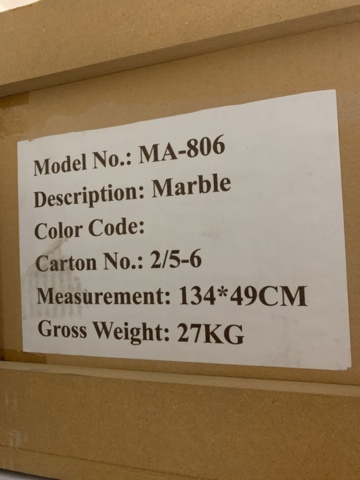 Model No.: MA-806
Description: Marble
Color Code:
Carton No.: 2/5-6
Measurement: 134*49CM
Gross Weight: 27KG